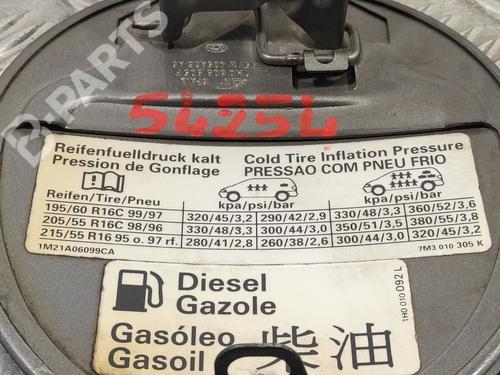 B-PARTS
54254
Reifenfuelldruck kalt
Pression de Gonflage
Cold Tire Inflation Pressure
PRESSAO COM PNEU FRIO
Reifen/Tire/Pneu
kpa/psi/bar
kpa/psi/bar
195/60 R16C 99/97 320/45/3,2 290/42/2,9 330/48/3,3 360/52/3,6
205/55 R16C 98/96 330/48/3,3 300/44/3,0 350/51/3,5 380/55/3,8
215/55 R16 95 o. 97 rf. 280/41/2,8 260/38/2,6 300/44/3,0 320/45/3,2
1M21A06099CA
7M3 010 305 K
Diesel
Gazole
Gasóleo
Gasoil
柴油
1H0 010 092 L